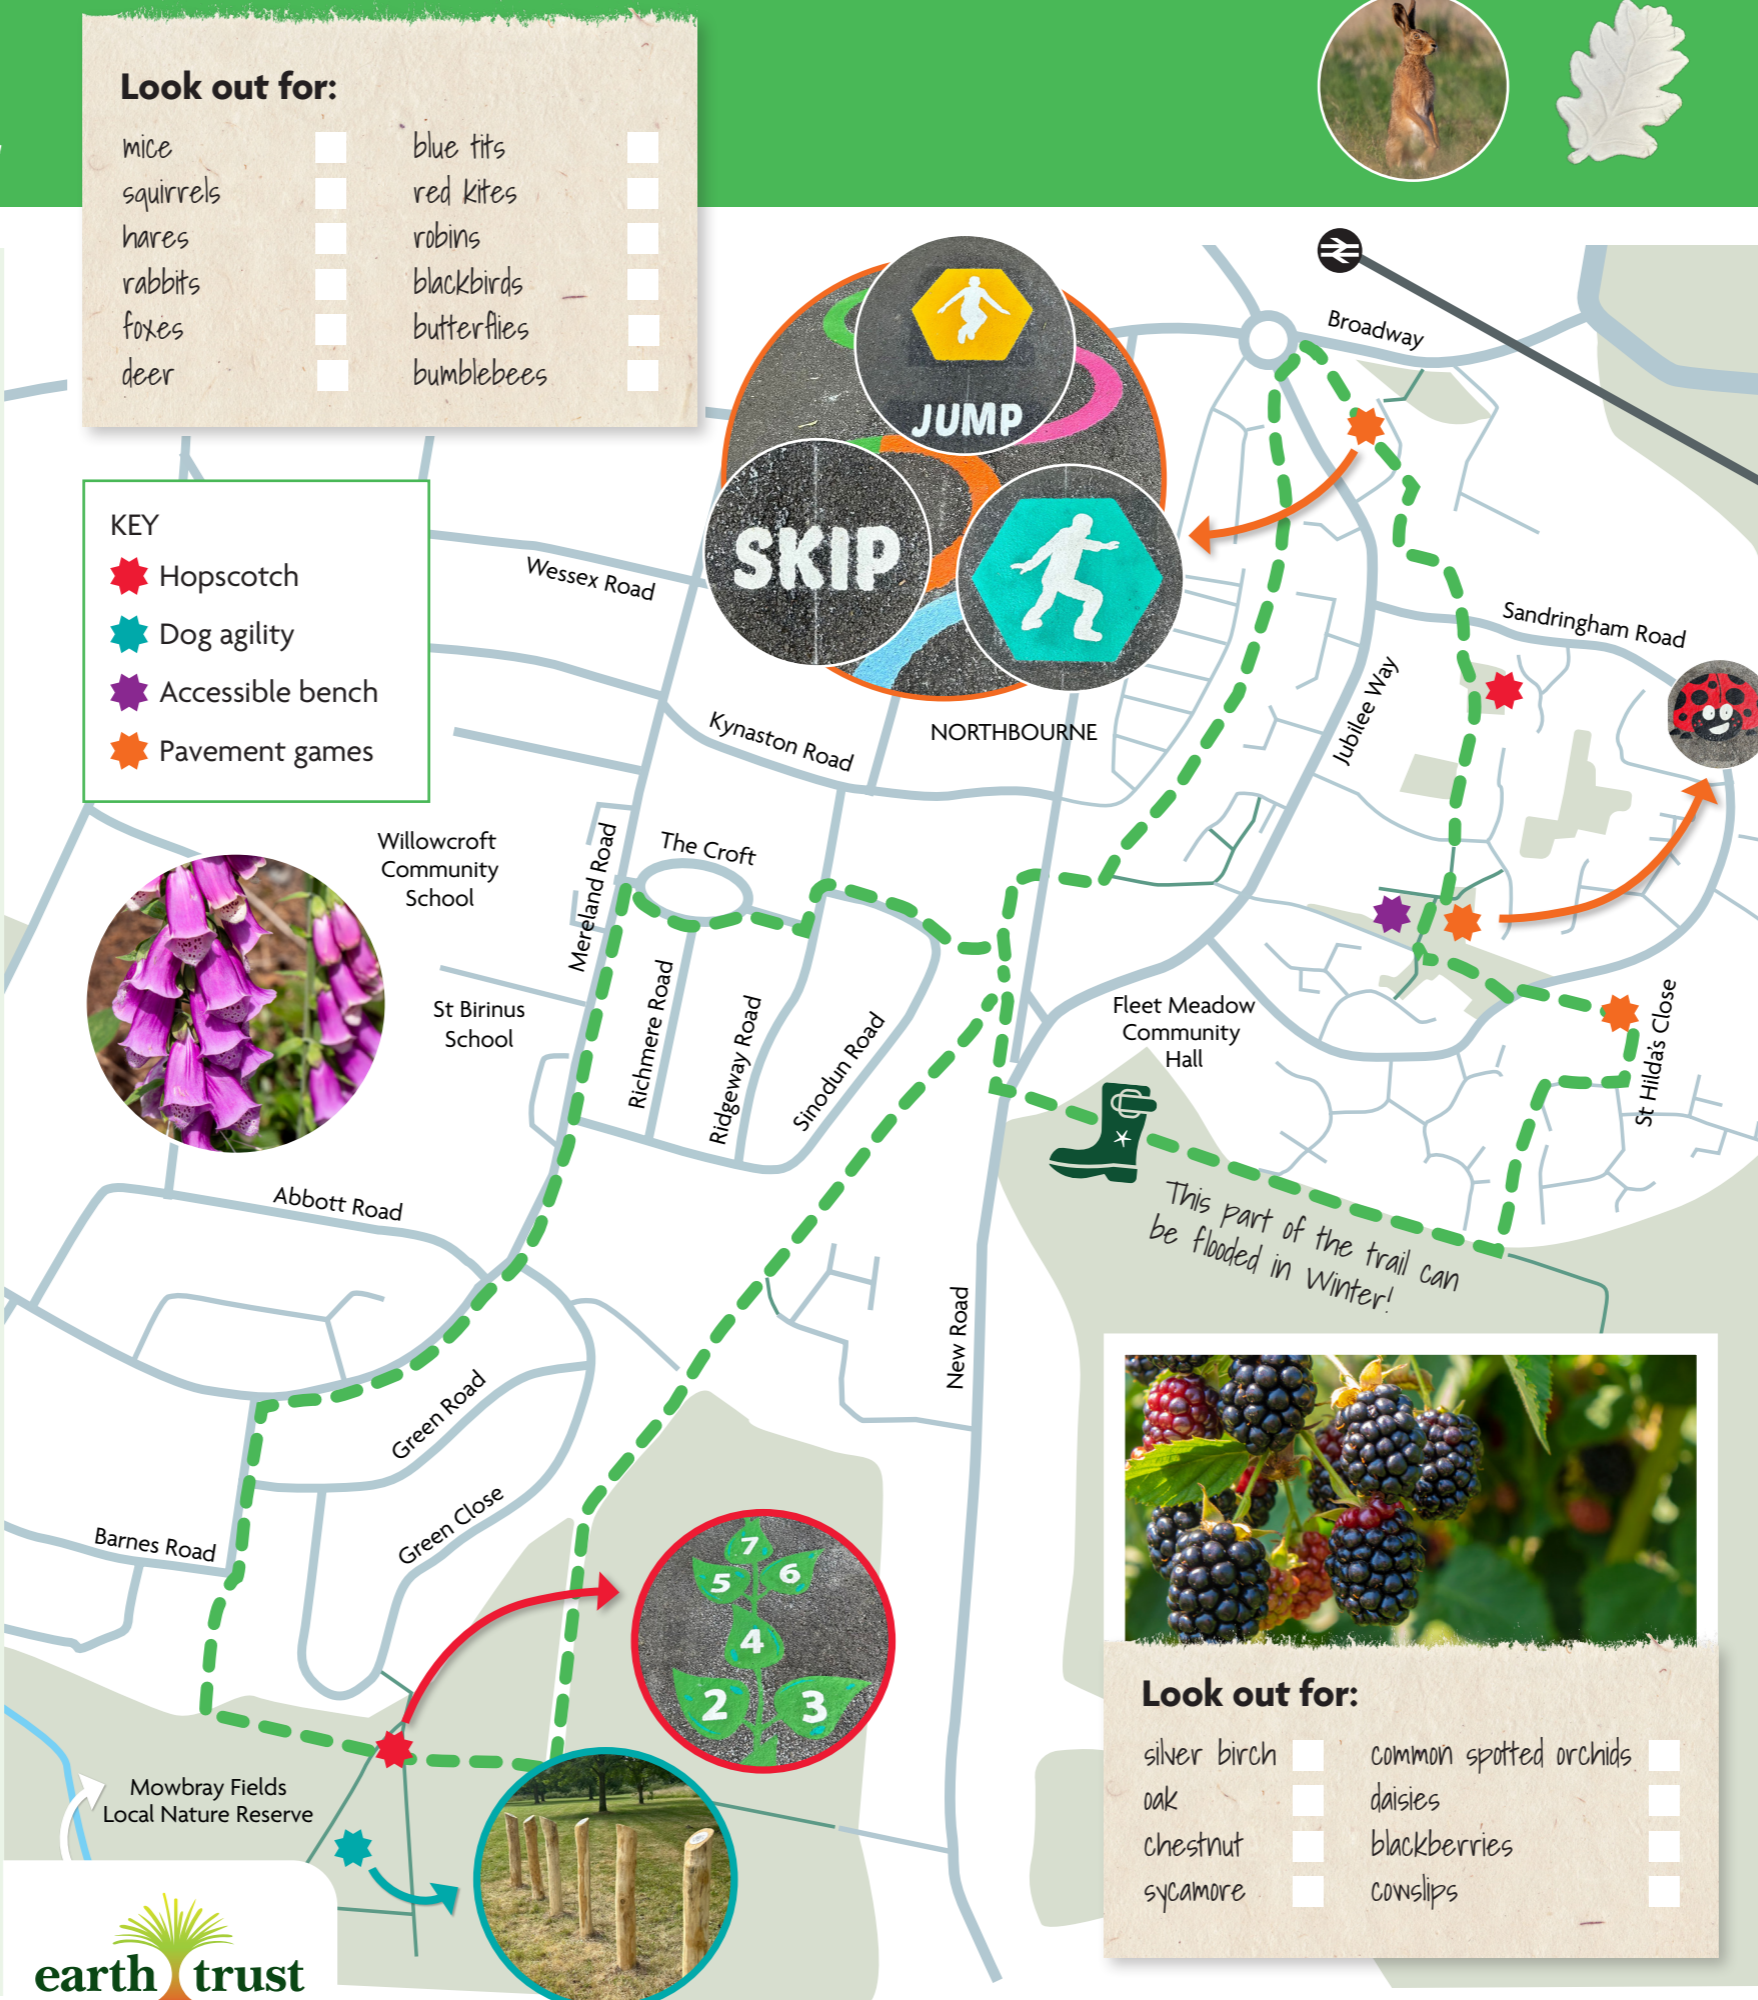 Look out for:
mice
squirrels
hares
rabbits
foxes
deer
blue tits
red kites
robins
blackbirds
butterflies
bumblebees
KEY
Hopscotch
Dog agility
Accessible bench
Pavement games
JUMP
SKIP
Broadway
Wessex Road
Sandringham Road
Jubilee Way
Kynaston Road
NORTHBOURNE
Willowcroft
Community
School
Mereland Road
The Croft
St Birinus
School
Richmere Road
Ridgeway Road
Sinodun Road
Fleet Meadow
Community
Hall
St Hilda's Close
This part of the trail can
be flooded in Winter!
Abbott Road
New Road
Green Road
Green Close
Barnes Road
7
5 6
4
2 3
Mowbray Fields
Local Nature Reserve
earth trust
Look out for:
silver birch
oak
chestnut
sycamore
common spotted orchids
daisies
blackberries
cowslips